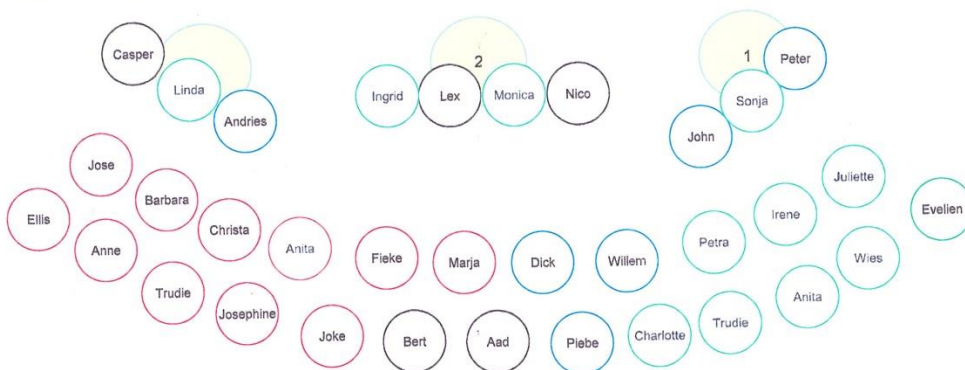 Casper
Linda
Andries
2
Ingrid
Lex
Monica
Nico
1
Peter
Sonja
John
Jose
Barbara
Christa
Anita
Fieke
Marja
Dick
Willem
Petra
Irene
Juliette
Evelien
Ellis
Anne
Trudie
Josephine
Joke
Bert
Aad
Piebe
Charlotte
Trudie
Anita
Wies